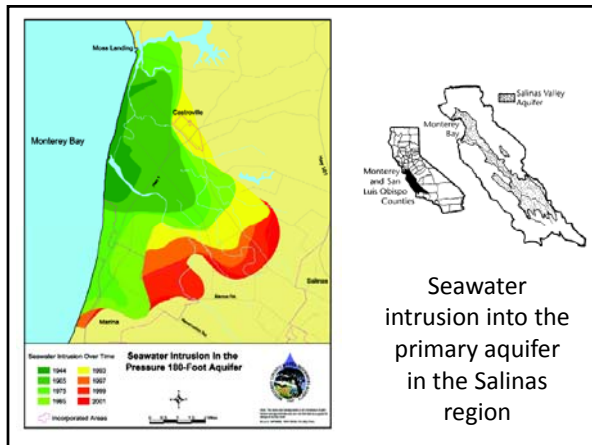 Moss Landing
Castroville
Monterey Bay
Salinas
Marina
Seawater Intrusion Over Time
1944
1965
1975
1985
1993
1997
1999
2001
Incorporated Areas
Seawater Intrusion In the
Pressure 180-Foot Aquifer
Salinas Valley
Aquifer
Monterey
Bay
Monterey
and San
Luis Obispo
Counties
Seawater
intrusion into the
primary aquifer
in the Salinas
region